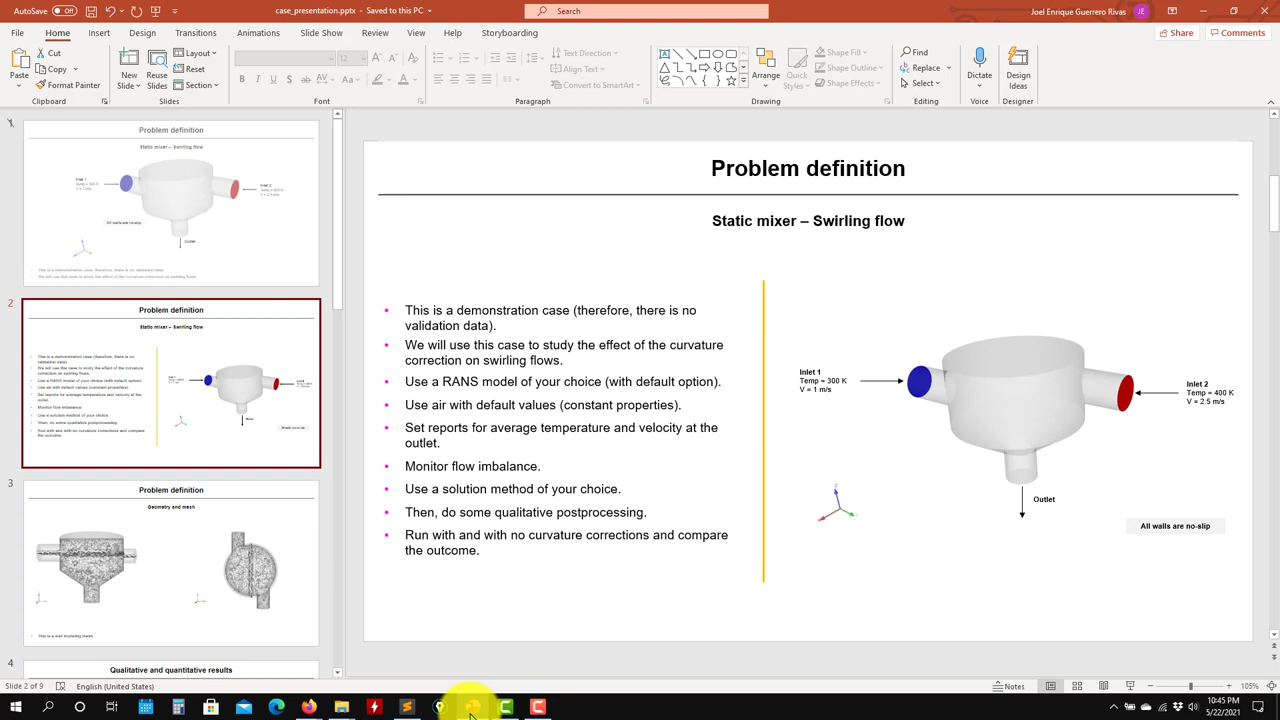 AutoSave
case_presentation.pptx - Saved to this PC
Search
Joel Enrique Guerrero Rivas
File
Home
Insert
Design
Transitions
Animations
Slide Show
Review
View
Help
Storyboarding
Share
Comments
Paste
Cut
Copy
Format Painter
New
Slides
Reuse
Slides
Layout
Reset
Section
12
Text Direction
Align Text
Convert to SmartArt
Arrange
Quick
Styles
Shape Fill
Shape Outline
Shape Effects
Find
Replace
Select
Dictate
Design
Ideas
Clipboard
Slides
Font
Paragraph
Drawing
Editing
Voice
Designer
Problem definition
Static mixer – Swirling flow
Outlet
2
Problem definition
Static mixer – Swirling flow
3
Problem definition
Geometry and mesh
4
Qualitative and quantitative results
Problem definition
Static mixer – Swirling flow
• This is a demonstration case (therefore, there is no
validation data).
• We will use this case to study the effect of the curvature
correction on swirling flows.
• Use a RANS model of your choice (with default option).
• Use air with default values (constant properties).
• Set reports for average temperature and velocity at the
outlet.
• Monitor flow imbalance.
• Use a solution method of your choice.
• Then, do some qualitative postprocessing.
• Run with and with no curvature corrections and compare
the outcome.
Inlet 1
Temp = 300 K
V = 1 m/s
Inlet 2
Temp = 400 K
V = 2.5 m/s
Outlet
All walls are no-slip
Slide 2 of 9
English (United States)
Notes
105%
10:45 PM
5/22/2021